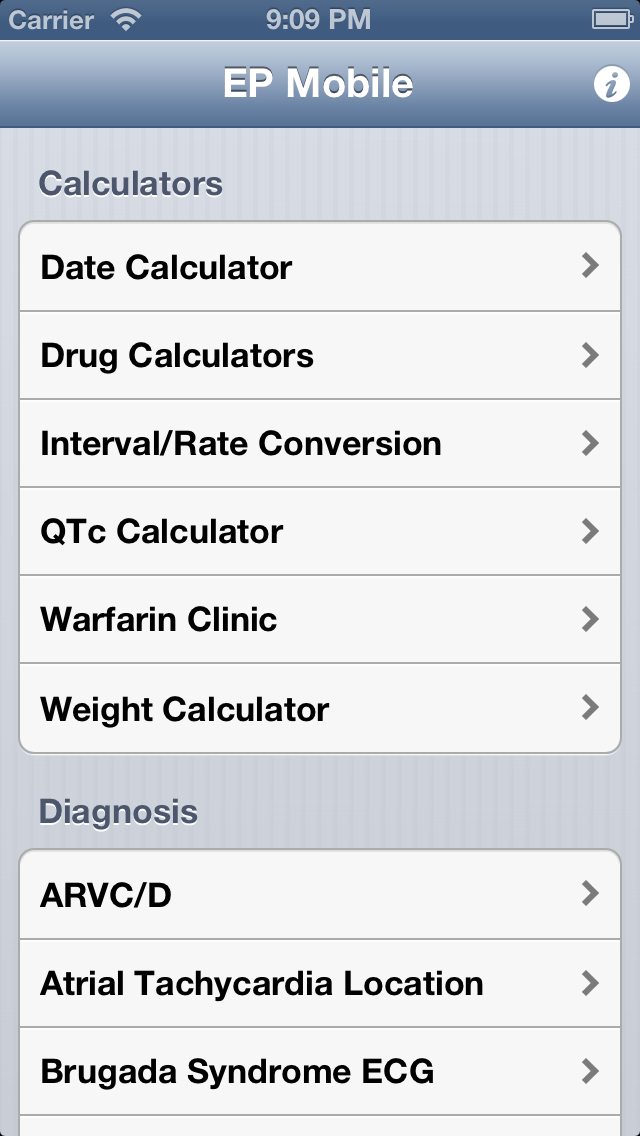 Carrier 9:09 PM
EP Mobile
Calculators
Date Calculator
Drug Calculators
Interval/Rate Conversion
QTc Calculator
Warfarin Clinic
Weight Calculator
Diagnosis
ARVC/D
Atrial Tachycardia Location
Brugada Syndrome ECG